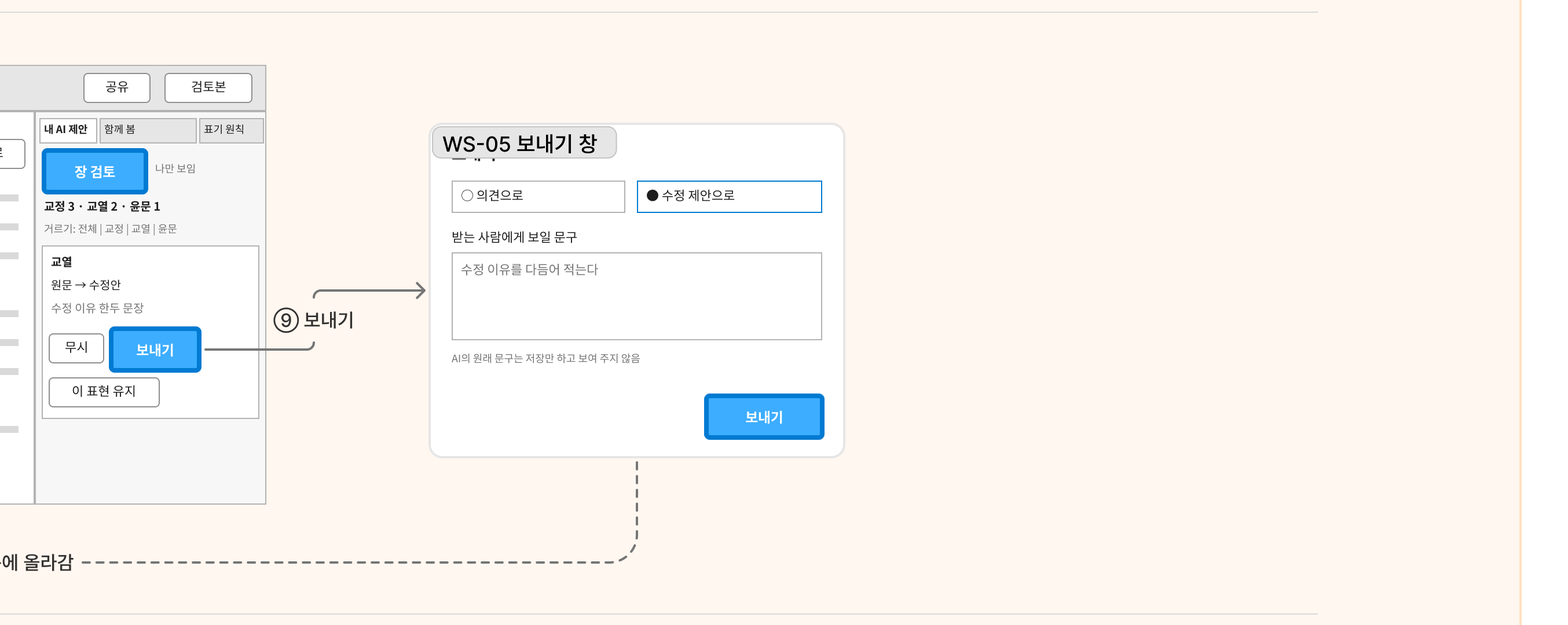 공유
검토본
내 AI 제안
함께 봄
표기 원칙
장 검토
나만 보임
교정 3 · 교열 2 · 윤문 1
거르기: 전체 | 교정 | 교열 | 윤문
교열
원문 → 수정안
수정 이유 한두 문장
무시
보내기
이 표현 유지
⑨ 보내기
WS-05 보내기 창
의견으로
수정 제안으로
받는 사람에게 보일 문구
수정 이유를 다듬어 적는다
AI의 원래 문구는 저장만 하고 보여 주지 않음
보내기
에 올라감